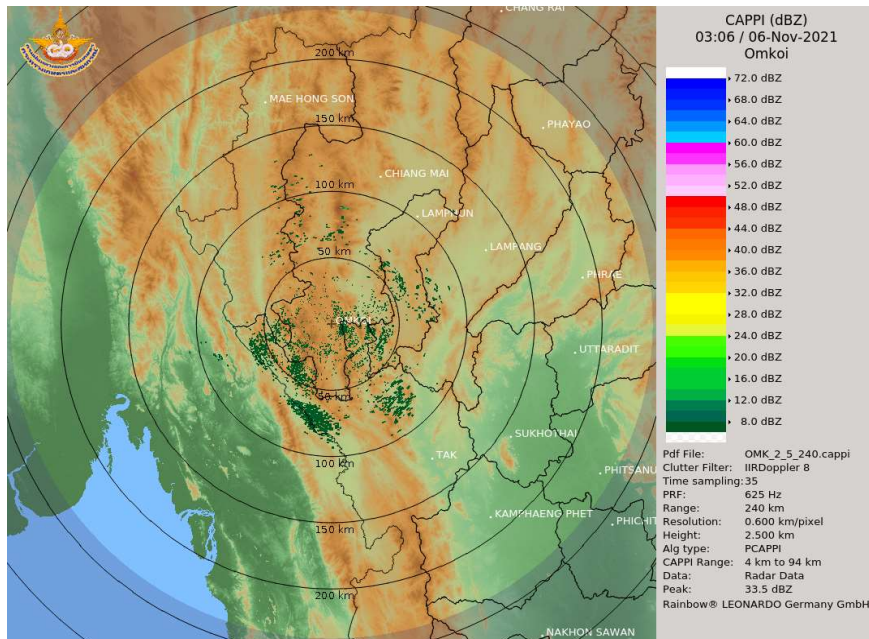 CAPPI (dBZ)
03:06 / 06-Nov-2021
Omkoi
72.0 dBZ
68.0 dBZ
64.0 dBZ
60.0 dBZ
56.0 dBZ
52.0 dBZ
48.0 dBZ
44.0 dBZ
40.0 dBZ
36.0 dBZ
32.0 dBZ
28.0 dBZ
24.0 dBZ
20.0 dBZ
16.0 dBZ
12.0 dBZ
8.0 dBZ
Pdf File: OMK_2_5_240.cappi
Clutter Filter: IIRDoppler 8
Time sampling:35
PRF: 625 Hz
Range: 240 km
Resolution: 0.600 km/pixel
Height: 2.500 km
Alg type: PCAPPI
CAPPI Range: 4 km to 94 km
Data: Radar Data
Peak: 33.5 dBZ
Rainbow® LEONARDO Germany GmbH
CHANG RAI
200 km
MAE HONG SON
150 km
PHAYAO
CHIANG MAI
100 km
LAMPHUN
LAMPANG
50 km
PHRAE
OMKOI
UTTARADIT
50 km
SUKHOTHAI
TAK
100 km
PHITSANU
KAMPHAENG PHET
PHICHIT
150 km
200 km
NAKHON SAWAN